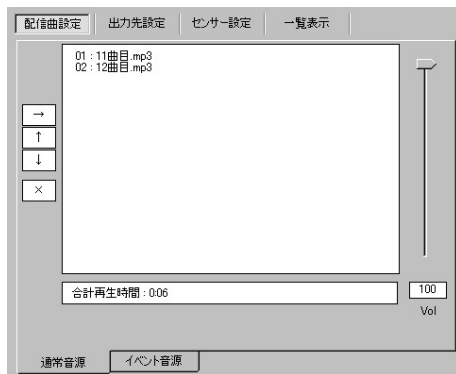 配信曲設定 出力先設定 センサー設定 一覧表示
01 : 11曲目.mp3
02 : 12曲目.mp3
→
↑
↓
×
合計再生時間 : 0:06
100
Vol
通常音源 イベント音源